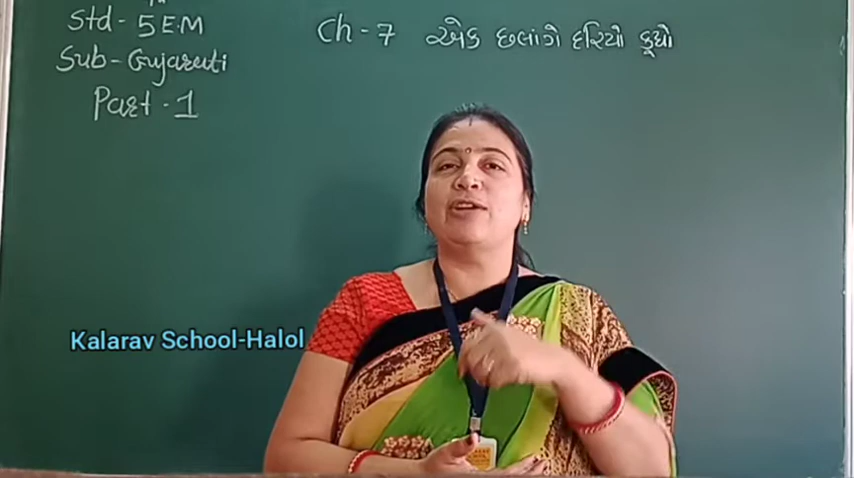 Std - 5 E.M
Sub - Gujarati
Part - 1
Ch - 7 એક છલાંગે દરિયો કૂદ્યો
Kalarav School-Halol